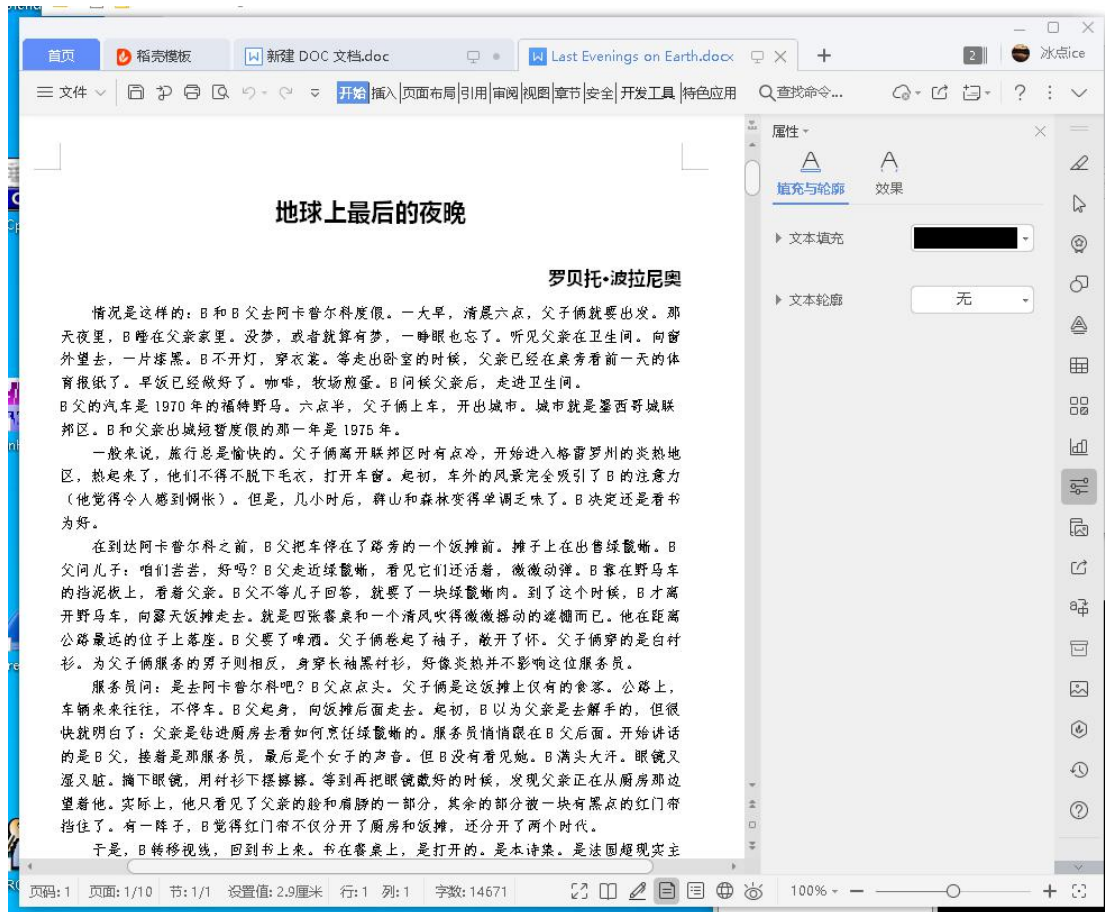 首页
稻壳模板
W 新建 DOC 文档.doc
W Last Evenings on Earth.docx
+
2
冰点ice
文件
开始 插入 页面布局 引用 审阅 视图 章节 安全 开发工具 特色应用
查找命令...
地球上最后的夜晚
罗贝托•波拉尼奥
情况是这样的：B 和 B 父去阿卡普尔科度假。一大早，清晨六点，父子俩就要出发。那
天夜里，B 睡在父亲家里。没梦，或者就算有梦，一睁眼也忘了。听见父亲在卫生间。向窗
外望去，一片漆黑。B 不开灯，穿衣裳。等走出卧室的时候，父亲已经在桌旁看前一天的体
育报纸了。早饭已经做好了。咖啡，牧场煎蛋。B 问候父亲后，走进卫生间。
B 父的汽车是 1970 年的福特野马。六点半，父子俩上车，开出城市。城市就是墨西哥城联
邦区。B 和父亲出城短暂度假的那一年是 1975 年。
一般来说，旅行总是愉快的。父子俩离开联邦区时有点冷，开始进入格雷罗州的炎热地
区，热起来了，他们不得不脱下毛衣，打开车窗。起初，车外的风景完全吸引了 B 的注意力
（他觉得令人感到惆怅）。但是，几小时后，群山和森林变得单调乏味了。B 决定还是看书
为好。
在到达阿卡普尔科之前，B 父把车停在了路旁的一个饭摊前。摊子上在出售绿鬣蜥。B
父问儿子：咱们尝尝，好吗？B 父走近绿鬣蜥，看见它们还活着，微微动弹。B 靠在野马车
的挡泥板上，看着父亲。B 父不等儿子回答，就要了一块绿鬣蜥肉。到了这个时候，B 才离
开野马车，向露天饭摊走去。就是四张餐桌和一个清风吹得微微摇动的遮棚而已。他在距离
公路最近的位子上落座。B 父要了啤酒。父子俩卷起了袖子，敞开了怀。父子俩穿的是白衬
衫。为父子俩服务的男子则相反，身穿长袖黑衬衫，好像炎热并不影响这位服务员。
服务员问：是去阿卡普尔科吧？B 父点点头。父子俩是这饭摊上仅有的食客。公路上，
车辆来来往往，不停车。B 父起身，向饭摊后面走去。起初，B 以为父亲是去解手的，但很
快就明白了：父亲是钻进厨房去看如何烹饪绿鬣蜥的。服务员悄悄跟在 B 父后面。开始讲话
的是 B 父，接着是那服务员，最后是个女子的声音。但 B 没有看见她。B 满头大汗。眼镜又
湿又脏。摘下眼镜，用衬衫下摆擦擦。等到再把眼镜戴好的时候，发现父亲正在从厨房那边
望着他。实际上，他只看见了父亲的脸和肩膀的一部分，其余的部分被一块有黑点的红门帘
挡住了。有一阵子，B 觉得红门帘不仅分开了厨房和饭摊，还分开了两个时代。
于是，B 转移视线，回到书上来。书在餐桌上，是打开的。是本诗集。是法国超现实主
属性
填充与轮廓
效果
文本填充
文本轮廓
无
页码: 1 页面: 1/10 节: 1/1 设置值: 2.9厘米 行: 1 列: 1 字数: 14671
100%